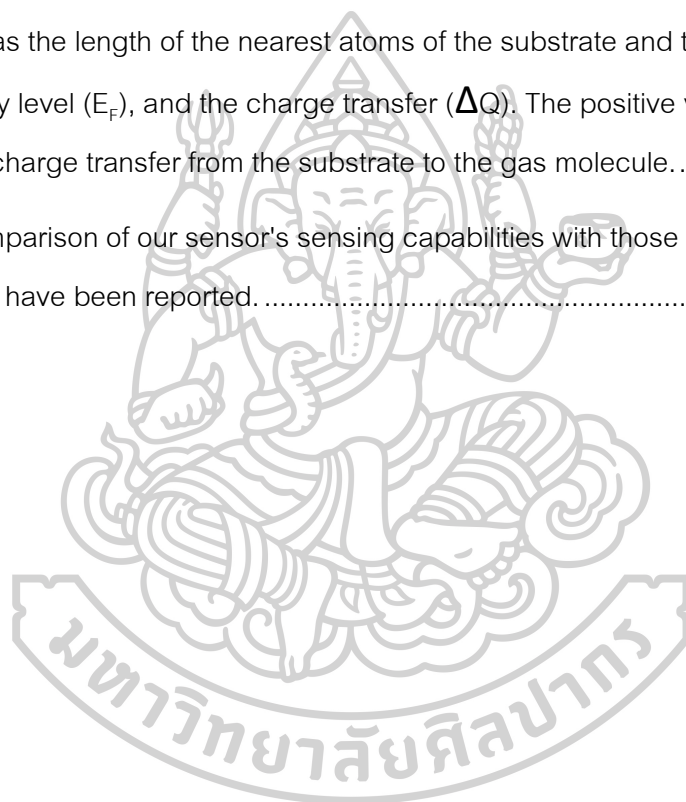 as the length of the nearest atoms of the substrate and t
y level (E_F), and the charge transfer (ΔQ). The positive
charge transfer from the substrate to the gas molecule..
nparison of our sensor's sensing capabilities with those
have been reported. ........................................................
มหาวิทยาลัยศิลปากร